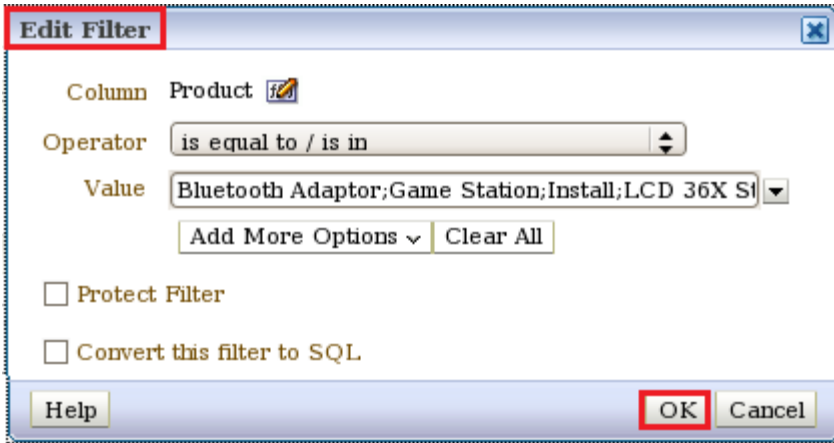 Edit Filter
Column Product
Operator is equal to / is in
Value Bluetooth Adaptor;Game Station;Install;LCD 36X
Add More Options Clear All
Protect Filter
Convert this filter to SQL
Help OK Cancel